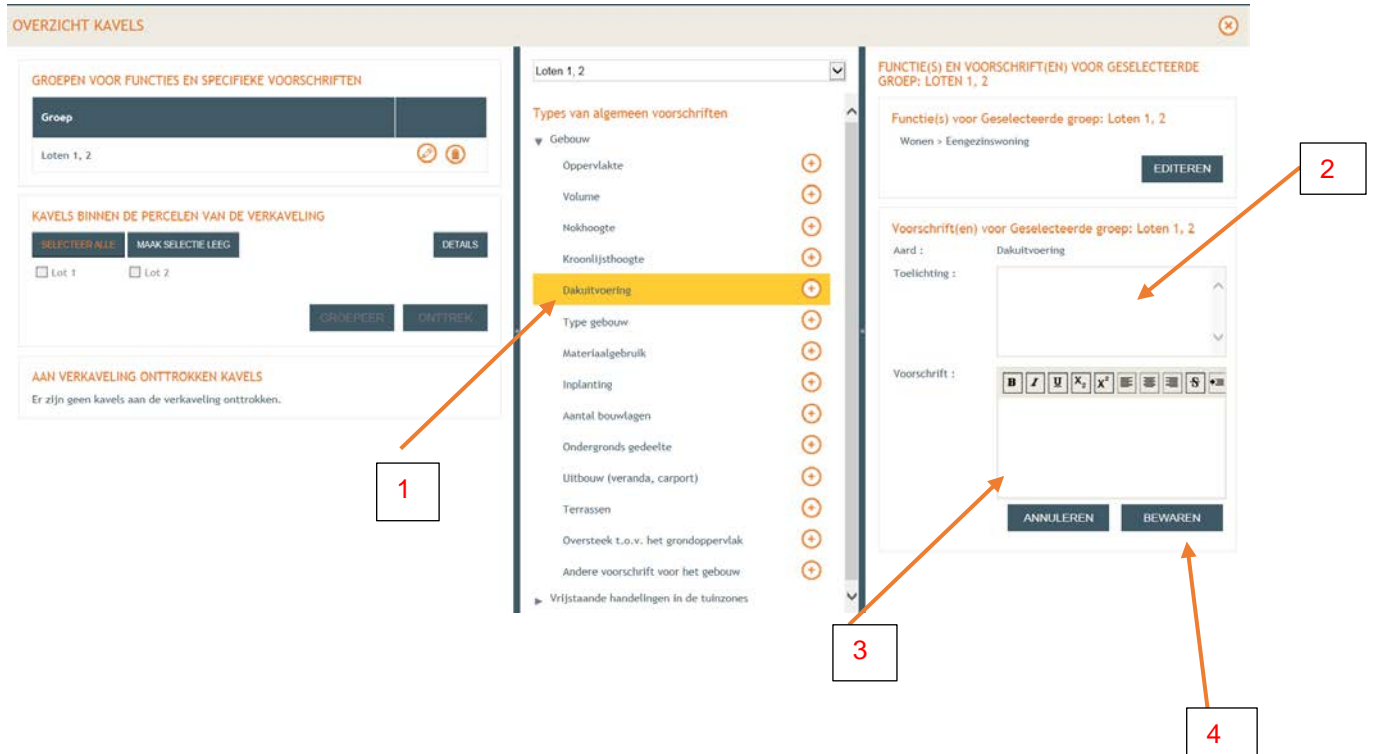 OVERZICHT KAVELS
GROEPEN VOOR FUNCTIES EN SPECIFIEKE VOORSCHRIFTEN
Groep
Loten 1, 2
KAVELS BINNEN DE PERCELEN VAN DE VERKAVELING
SELECTEER ALLE MAAK SELECTIE LEEG DETAILS
Lot 1 Lot 2
GROEPEER ONTTREK
AAN VERKAVELING ONTTROKKEN KAVELS
Er zijn geen kavels aan de verkaveling onttrokken.
1
Loten 1, 2
Types van algemeen voorschriften
Gebouw
Oppervlakte
Volume
Nokhoogte
Kroonlijsthoogte
Dakuitvoering
Type gebouw
Materiaalgebruik
Inplanting
Aantal bouwlagen
Ondergronds gedeelte
Uitbouw (veranda, carport)
Terrassen
Oversteek t.o.v. het grondoppervlak
Andere voorschrift voor het gebouw
Vrijstaande handelingen in de tuinzones
FUNCTIE(S) EN VOORSCHRIFT(EN) VOOR GESELECTEERDE
GROEP: LOTEN 1, 2
Functie(s) voor Geselecteerde groep: Loten 1, 2
Wonen > Eengezinswoning
EDITEREN
2
Voorschrift(en) voor Geselecteerde groep: Loten 1, 2
Aard : Dakuitvoering
Toelichting :
Voorschrift :
B I U X₂ X² S
ANNULEREN BEWAREN
3
4